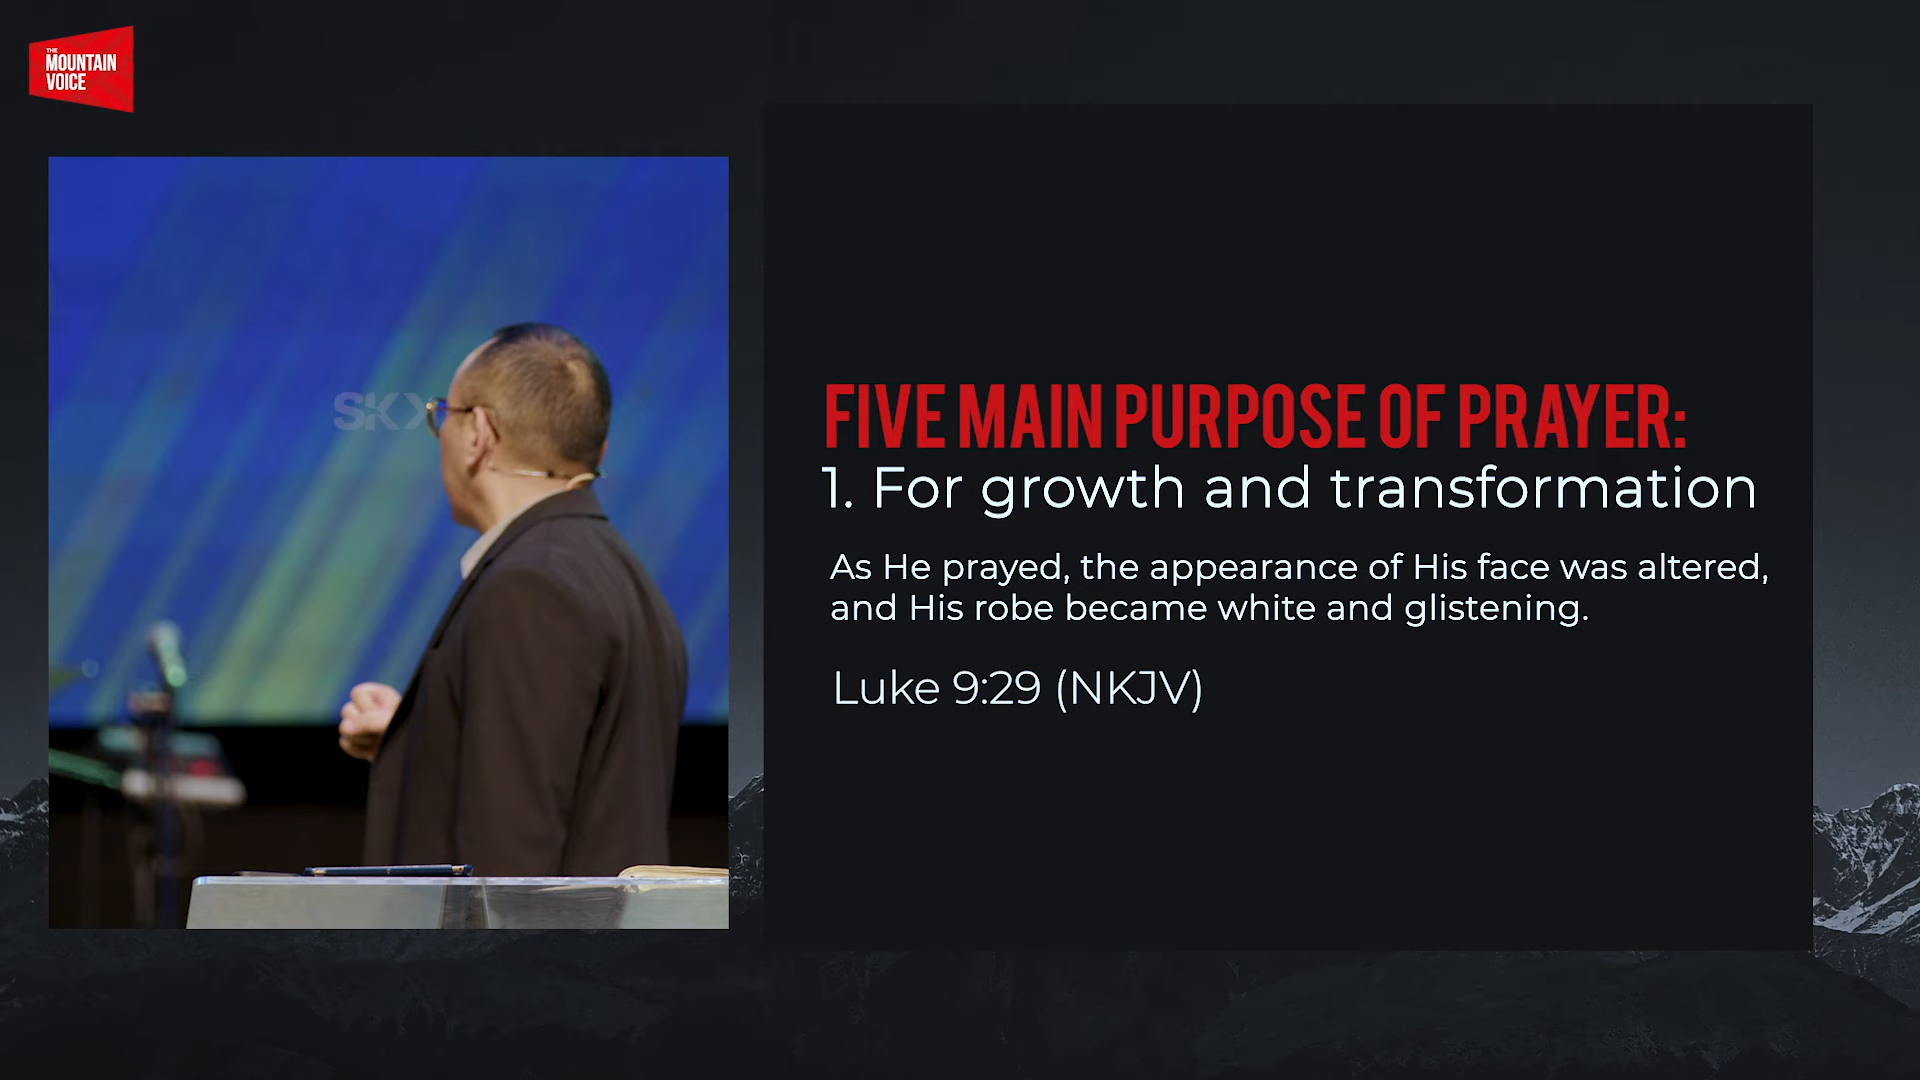 THE
MOUNTAIN
VOICE
SKX
FIVE MAIN PURPOSE OF PRAYER:
1. For growth and transformation
As He prayed, the appearance of His face was altered,
and His robe became white and glistening.
Luke 9:29 (NKJV)